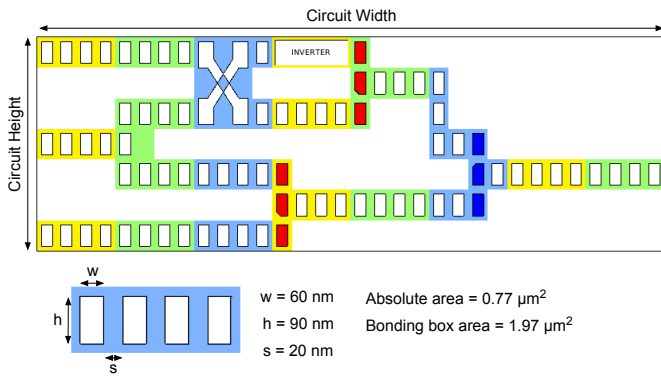 Circuit Width
Circuit Height
INVERTER
w
h
s
w = 60 nm
h = 90 nm
s = 20 nm
Absolute area = 0.77 µm²
Bonding box area = 1.97 µm²